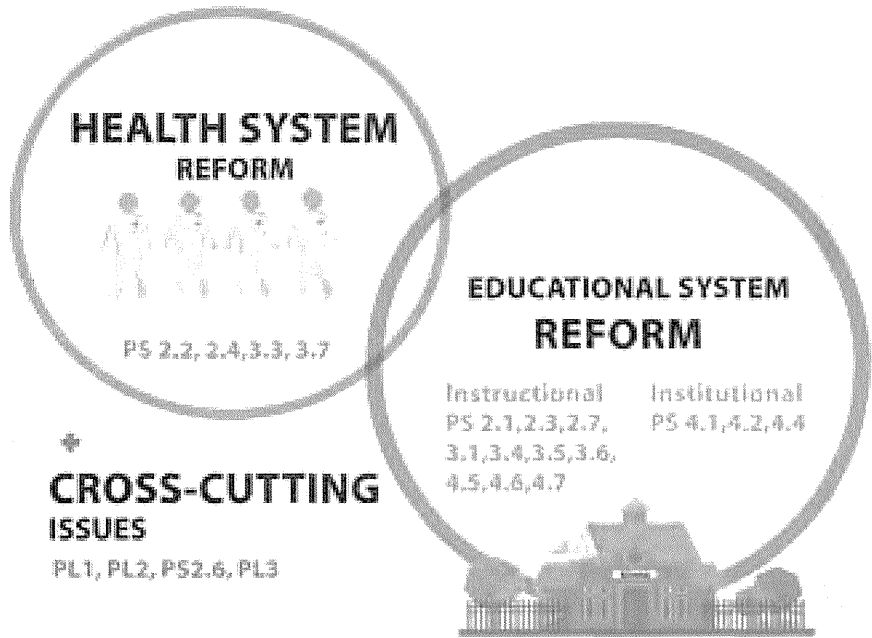 HEALTH SYSTEM
REFORM
PS 2.2, 2.4,3.3, 3.7
EDUCATIONAL SYSTEM
REFORM
Instructional
PS 2.1,2.3,2.7,
3.1,3.4,3.5,3.6,
4.5,4.6,4.7
Institutional
PS 4.1,4.2,4.4
CROSS-CUTTING
ISSUES
PL1, PL2, PS2.6, PL3